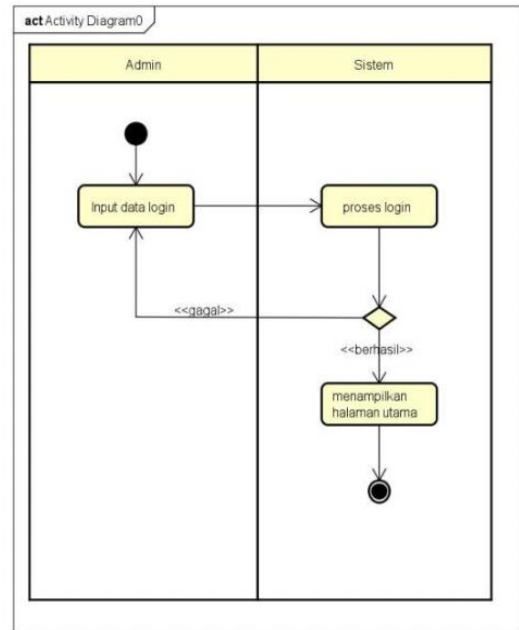 act Activity Diagram0
Admin
Sistem
Input data login
proses login
<<gagal>>
<<berhasil>>
menampilkan
halaman utama